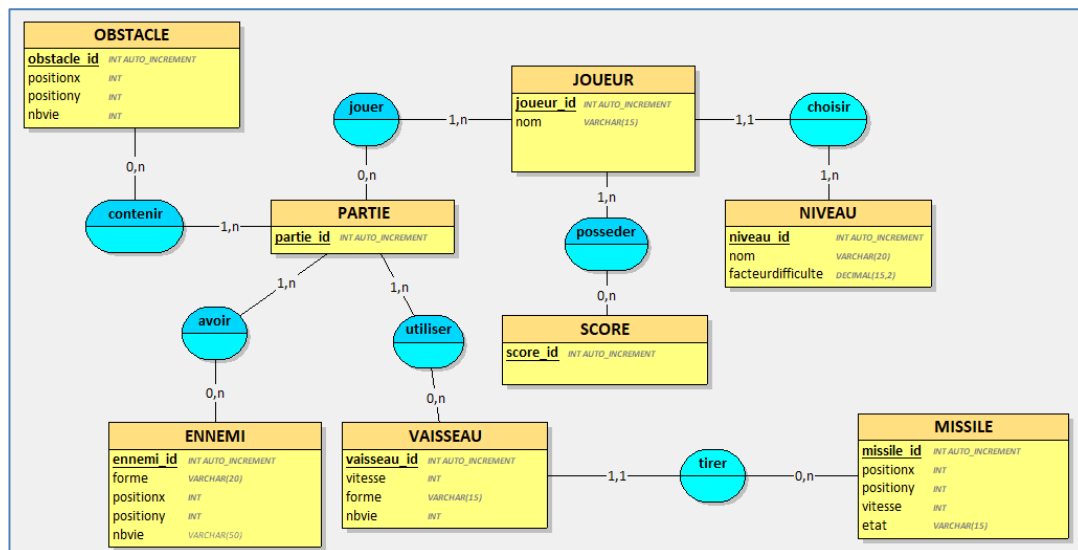 OBSTACLE
obstacle_id INT AUTO_INCREMENT
positionx INT
positiony INT
nbvie INT
jouer
1,n
0,n
JOUEUR
joueur_id INT AUTO_INCREMENT
nom VARCHAR(15)
1,1
choisir
1,n
0,n
contenir
1,n
PARTIE
partie_id INT AUTO_INCREMENT
1,n
posseder
0,n
NIVEAU
niveau_id INT AUTO_INCREMENT
nom VARCHAR(20)
facteurdifficulte DECIMAL(15,2)
1,n
avoir
0,n
1,n
utiliser
0,n
SCORE
score_id INT AUTO_INCREMENT
ENNEMI
ennemi_id INT AUTO_INCREMENT
forme VARCHAR(20)
positionx INT
positiony INT
nbvie VARCHAR(50)
VAISSEAU
vaisseau_id INT AUTO_INCREMENT
vitesse INT
forme VARCHAR(15)
nbvie INT
1,1
tirer
0,n
MISSILE
missile_id INT AUTO_INCREMENT
positionx INT
positiony INT
vitesse INT
etat VARCHAR(15)